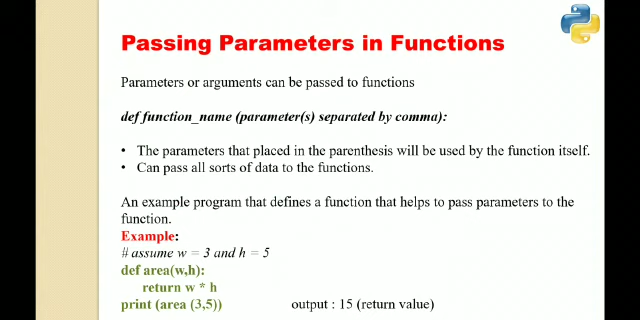 Passing Parameters in Functions
Parameters or arguments can be passed to functions
def function_name (parameter(s) separated by comma):
• The parameters that placed in the parenthesis will be used by the function itself.
• Can pass all sorts of data to the functions.
An example program that defines a function that helps to pass parameters to the
function.
Example:
# assume w = 3 and h = 5
def area(w,h):
return w * h
print (area (3,5)) output : 15 (return value)